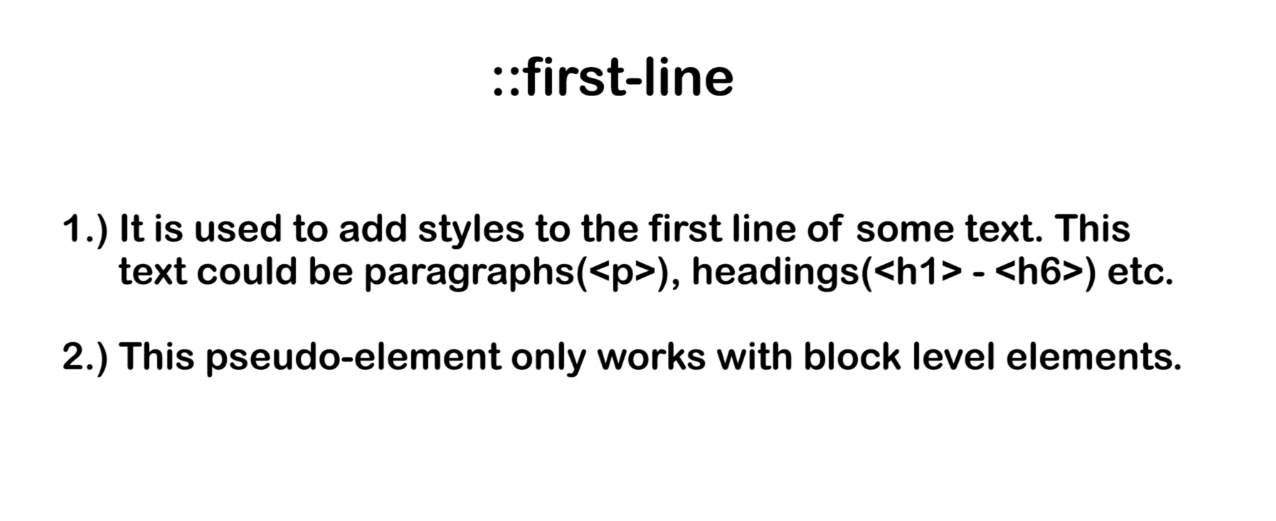 ::first-line
1.) It is used to add styles to the first line of some text. This
text could be paragraphs(<p>), headings(<h1> - <h6>) etc.
2.) This pseudo-element only works with block level elements.